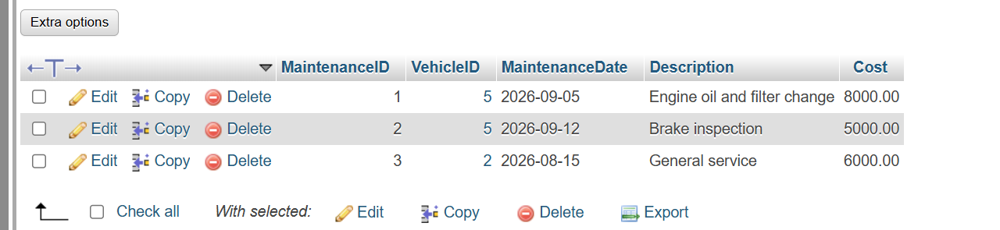 Extra options
MaintenanceID VehicleID MaintenanceDate Description Cost
Edit Copy Delete 1 5 2026-09-05 Engine oil and filter change 8000.00
Edit Copy Delete 2 5 2026-09-12 Brake inspection 5000.00
Edit Copy Delete 3 2 2026-08-15 General service 6000.00
Check all With selected: Edit Copy Delete Export